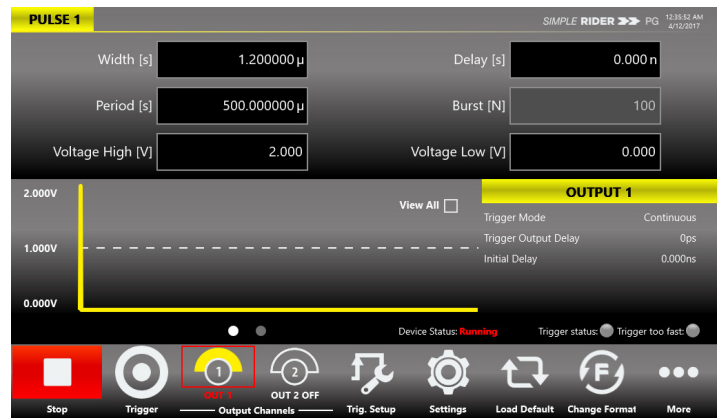 PULSE 1
SIMPLE RIDER PG
12:35:52 AM
4/12/2017
Width [s] 1.200000 µ
Delay [s] 0.000 n
Period [s] 500.000000 µ
Burst [N] 100
Voltage High [V] 2.000
Voltage Low [V] 0.000
2.000V
1.000V
0.000V
View All
OUTPUT 1
Trigger Mode Continuous
Trigger Output Delay 0ps
Initial Delay 0.000ns
Device Status: Running
Trigger status: Trigger too fast:
1
2
F
OUT 1
OUT 2 OFF
Stop
Trigger
Output Channels
Trig. Setup
Settings
Load Default
Change Format
More